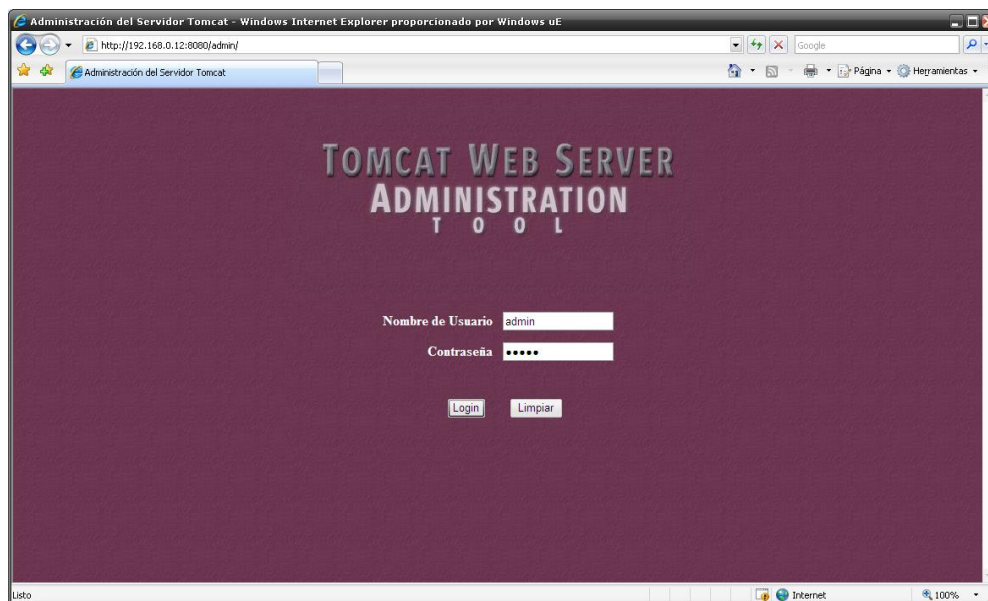 Administración del Servidor Tomcat - Windows Internet Explorer proporcionado por Windows uE
http://192.168.0.12:8080/admin/
Google
Administración del Servidor Tomcat
Página
Herramientas
TOMCAT WEB SERVER
ADMINISTRATION
TOOL
Nombre de Usuario admin
Contraseña •••••
Login Limpiar
Listo
Internet
100%